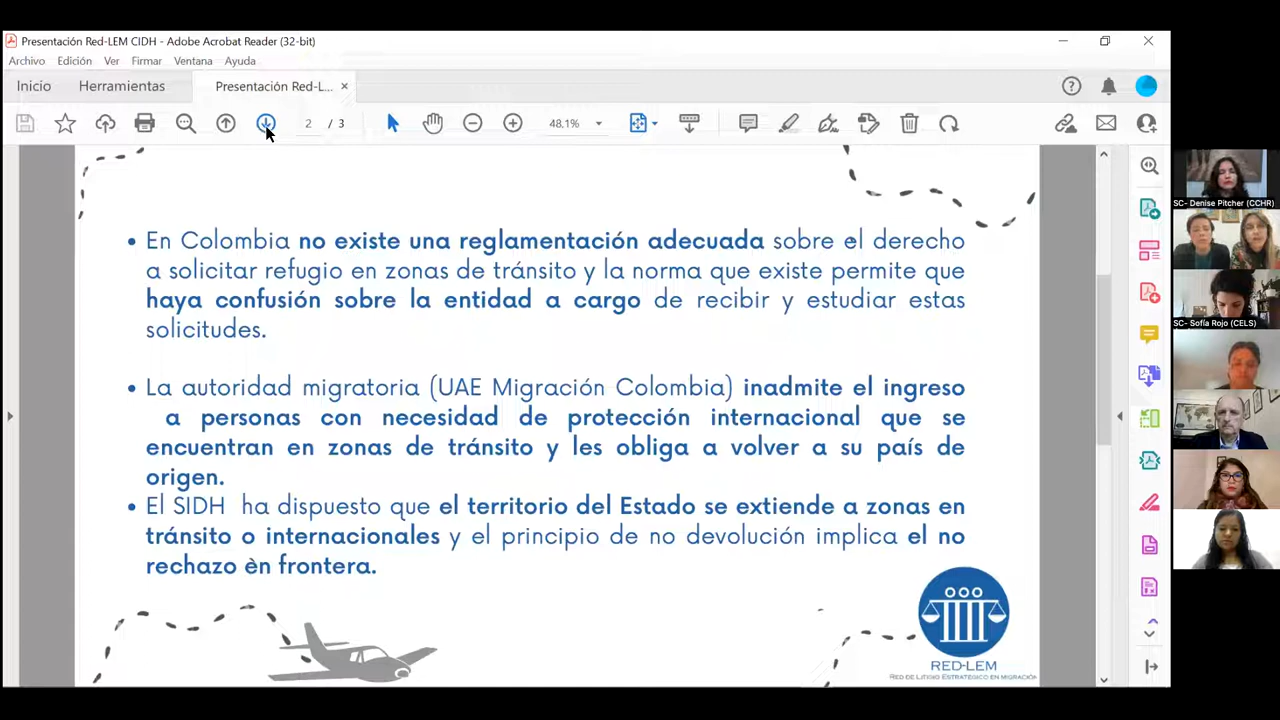 Presentación Red-LEM CIDH - Adobe Acrobat Reader (32-bit)
Archivo Edición Ver Firmar Ventana Ayuda
Inicio Herramientas Presentación Red-L... ×
2 / 3 48.1%
• En Colombia no existe una reglamentación adecuada sobre el derecho
a solicitar refugio en zonas de tránsito y la norma que existe permite que
haya confusión sobre la entidad a cargo de recibir y estudiar estas
solicitudes.
• La autoridad migratoria (UAE Migración Colombia) inadmite el ingreso
a personas con necesidad de protección internacional que se
encuentran en zonas de tránsito y les obliga a volver a su país de
origen.
• El SIDH ha dispuesto que el territorio del Estado se extiende a zonas en
tránsito o internacionales y el principio de no devolución implica el no
rechazo èn frontera.
RED-LEM
RED DE LITIGIO ESTRATÉGICO EN MIGRACIÓN
SC- Denise Pitcher (CCHR)
SC- Sofía Rojo (CELS)